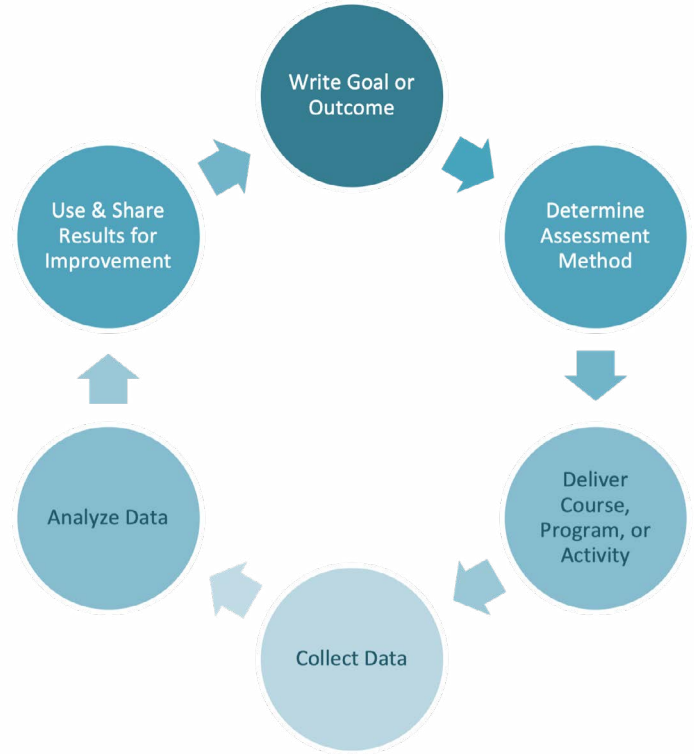 Write Goal or
Outcome
Determine
Assessment
Method
Deliver
Course,
Program, or
Activity
Collect Data
Analyze Data
Use & Share
Results for
Improvement